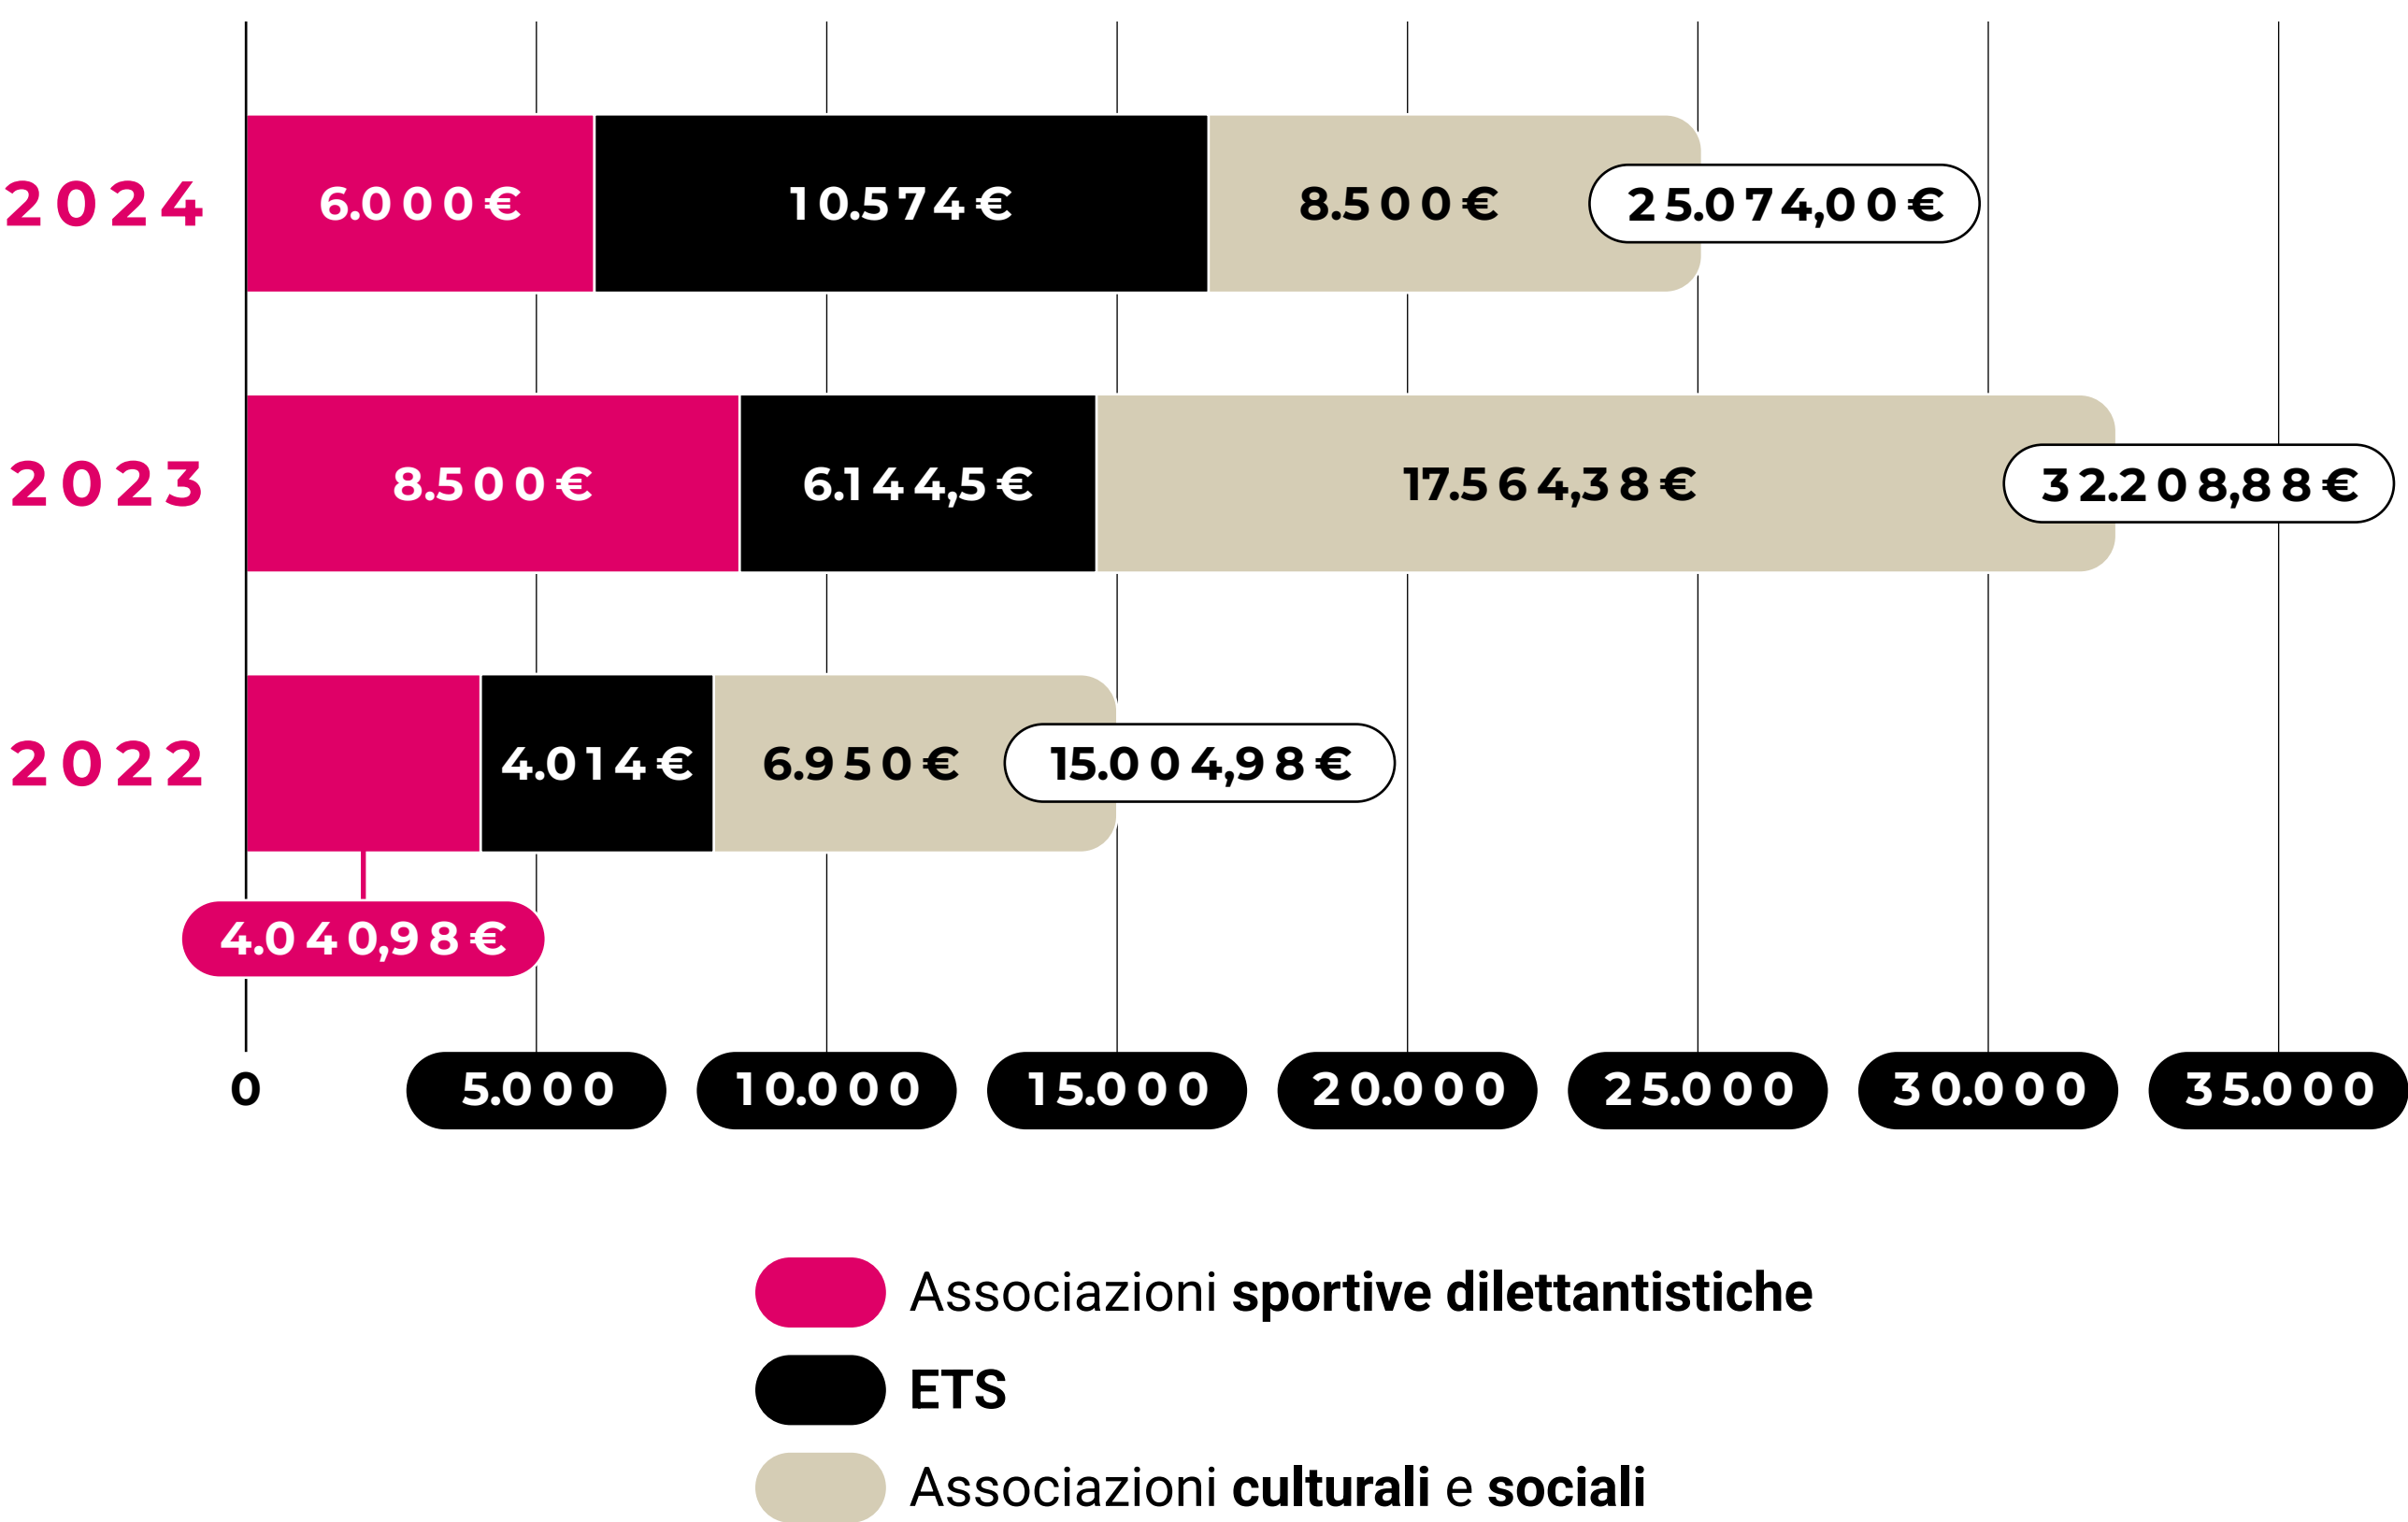 2024 6.000€ 10.574€ 8.500€ 25.074,00€
2023 8.500€ 6.144,5€ 17.564,38€ 32.208,88€
2022 4.014€ 6.950€ 15.004,98€
4.040,98€
0 5.000 10.000 15.000 20.000 25.000 30.000 35.000
Associazioni sportive dilettantistiche
ETS
Associazioni culturali e sociali